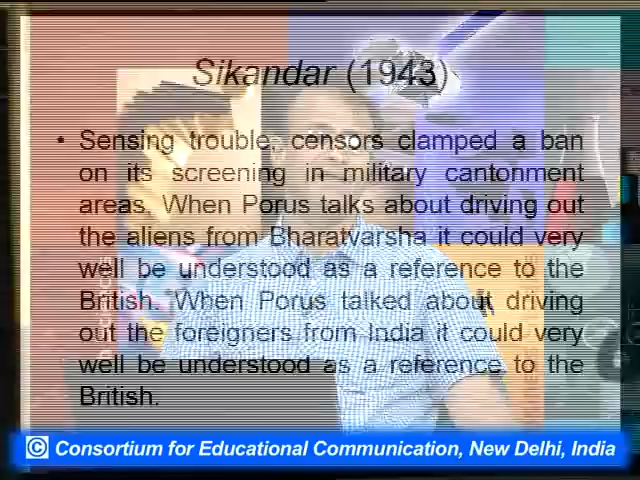 Sikandar (1943)
• Sensing trouble, censors clamped a ban
on its screening in military cantonment
areas. When Porus talks about driving out
the aliens from Bharatvarsha it could very
well be understood as a reference to the
British. When Porus talked about driving
out the foreigners from India it could very
well be understood as a reference to the
British.
© Consortium for Educational Communication, New Delhi, India